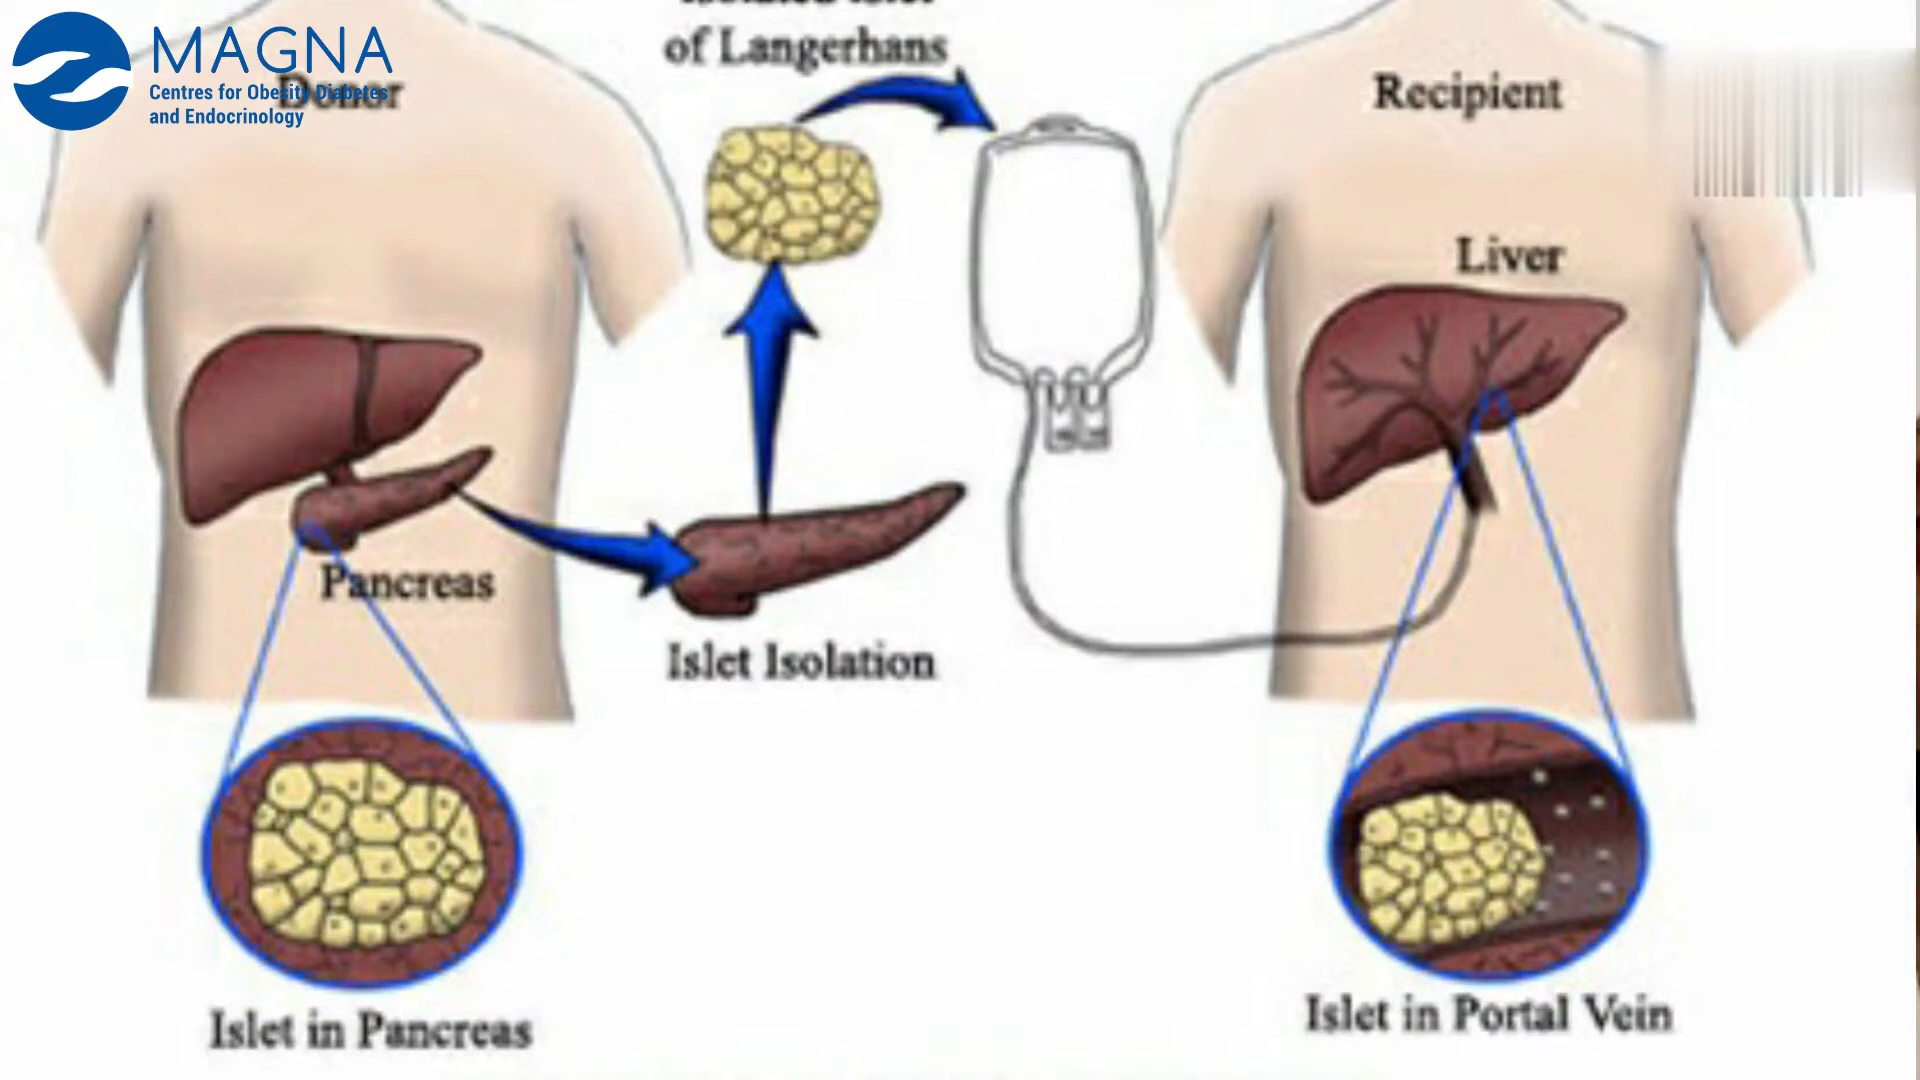 MAGNA
Centres for Obesity Diabetes
and Endocrinology
Donor
of Langerhans
Recipient
Liver
Pancreas
Islet Isolation
Islet in Pancreas
Islet in Portal Vein